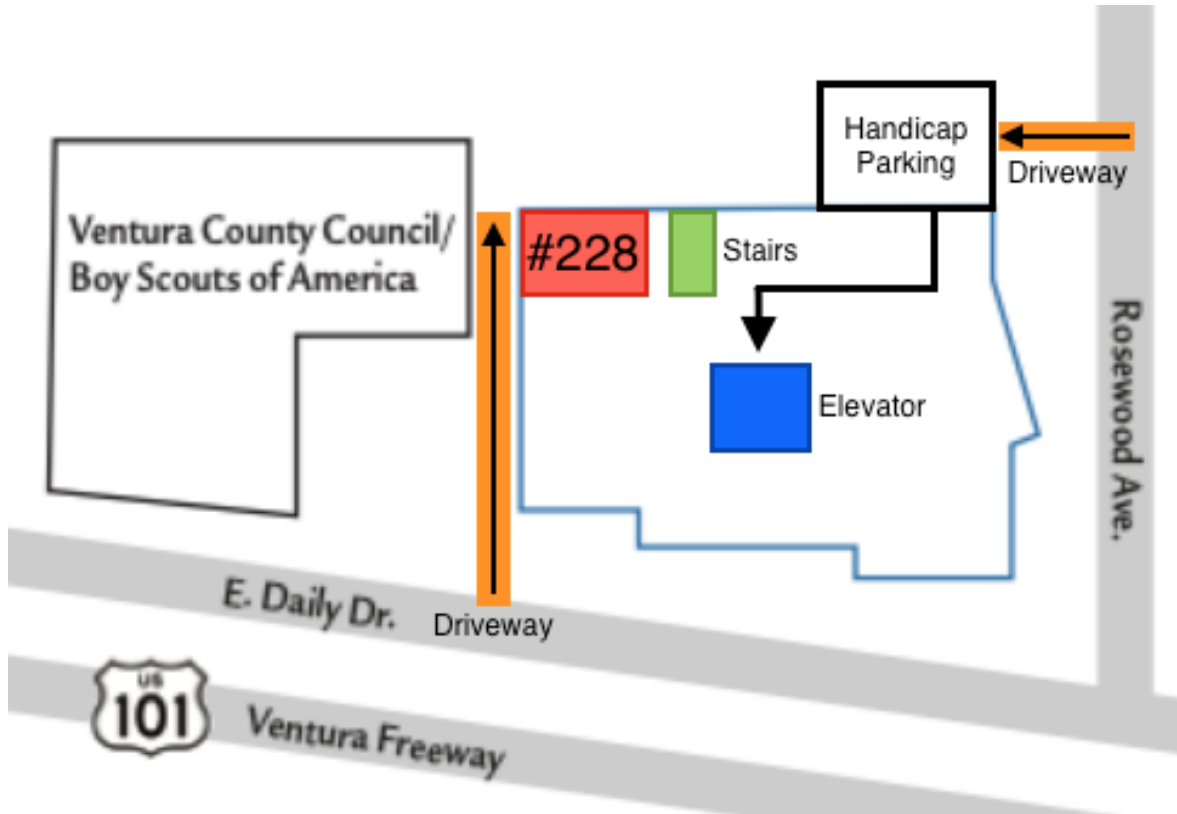 Handicap
Parking
Driveway
Ventura County Council/
Boy Scouts of America
#228
Stairs
Elevator
Rosewood Ave.
E. Daily Dr.
Driveway
US
101
Ventura Freeway